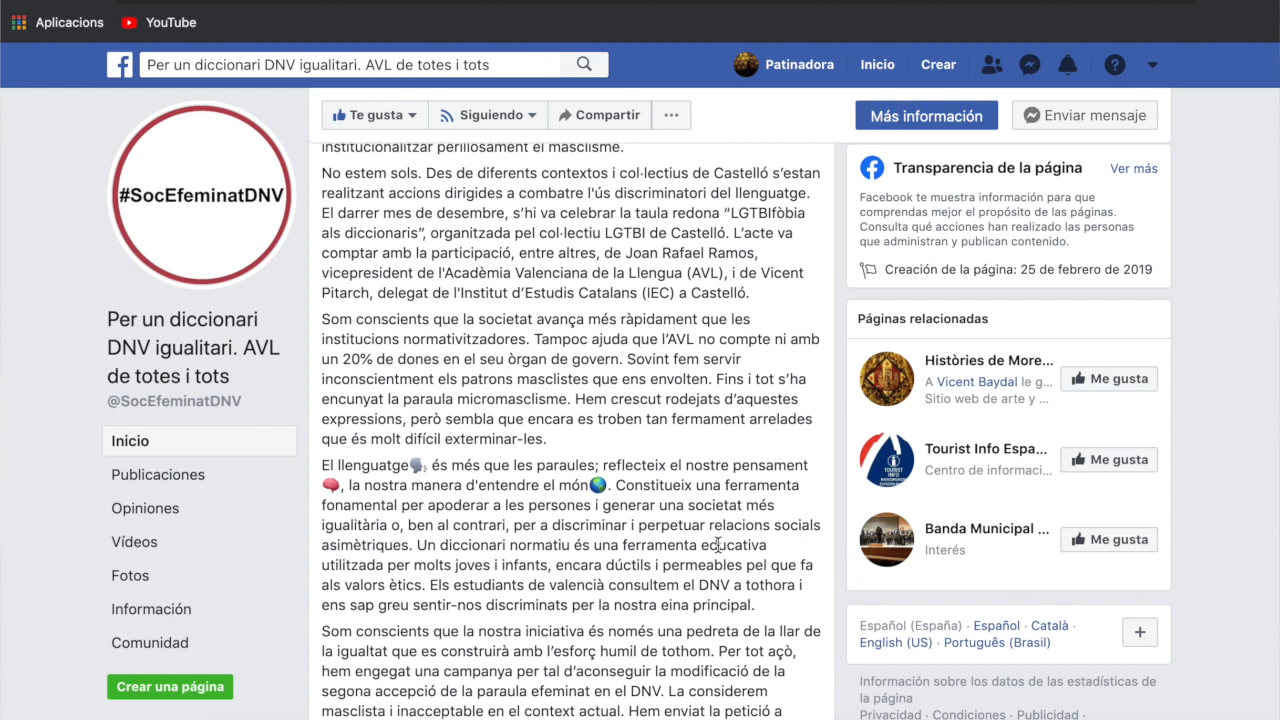 Aplicacions
YouTube
Per un diccionari DNV igualitari. AVL de totes i tots
Patinadora
Inicio
Crear
#SocEfeminatDNV
Per un diccionari
DNV igualitari. AVL
de totes i tots
@SocEfeminatDNV
Inicio
Publicaciones
Opiniones
Vídeos
Fotos
Información
Comunidad
Crear una página
Te gusta
Siguiendo
Compartir
Más información
Enviar mensaje
institucionalitzar perillosament el masclisme.
No estem sols. Des de diferents contextos i col·lectius de Castelló s’estan
realitzant accions dirigides a combatre l'ús discriminatori del llenguatge.
El darrer mes de desembre, s’hi va celebrar la taula redona “LGTBIfòbia
als diccionaris”, organitzada pel col·lectiu LGTBI de Castelló. L’acte va
comptar amb la participació, entre altres, de Joan Rafael Ramos,
vicepresident de l'Acadèmia Valenciana de la Llengua (AVL), i de Vicent
Pitarch, delegat de l'Institut d’Estudis Catalans (IEC) a Castelló.
Som conscients que la societat avança més ràpidament que les
institucions normativitzadores. Tampoc ajuda que l’AVL no compte ni amb
un 20% de dones en el seu òrgan de govern. Sovint fem servir
inconscientment els patrons masclistes que ens envolten. Fins i tot s’ha
encunyat la paraula micromasclisme. Hem crescut rodejats d’aquestes
expressions, però sembla que encara es troben tan fermament arrelades
que és molt difícil exterminar-les.
El llenguatge🗣️ és més que les paraules; reflecteix el nostre pensament
🧠, la nostra manera d'entendre el món🌎. Constitueix una ferramenta
fonamental per apoderar a les persones i generar una societat més
igualitària o, ben al contrari, per a discriminar i perpetuar relacions socials
asimètriques. Un diccionari normatiu és una ferramenta educativa
utilitzada per molts joves i infants, encara dúctils i permeables pel que fa
als valors ètics. Els estudiants de valencià consultem el DNV a tothora i
ens sap greu sentir-nos discriminats per la nostra eina principal.
Som conscients que la nostra iniciativa és només una pedreta de la llar de
la igualtat que es construirà amb l’esforç humil de tothom. Per tot açò,
hem engegat una campanya per tal d’aconseguir la modificació de la
segona accepció de la paraula efeminat en el DNV. La considerem
masclista i inacceptable en el context actual. Hem enviat la petició a
Transparencia de la página
Ver más
Facebook te muestra información para que
comprendas mejor el propósito de las páginas.
Consulta qué acciones han realizado las personas
que administran y publican contenido.
Creación de la página: 25 de febrero de 2019
Páginas relacionadas
Històries de More...
A Vicent Baydal le g...
Sitio web de arte y ...
Me gusta
TOURIST
INFO
Tourist Info Espa...
Centro de informaci...
Me gusta
Banda Municipal ...
Interés
Me gusta
Español (España) · Español · Català ·
English (US) · Português (Brasil)
Información sobre los datos de las estadísticas de
la página
Privacidad · Condiciones · Publicidad ·